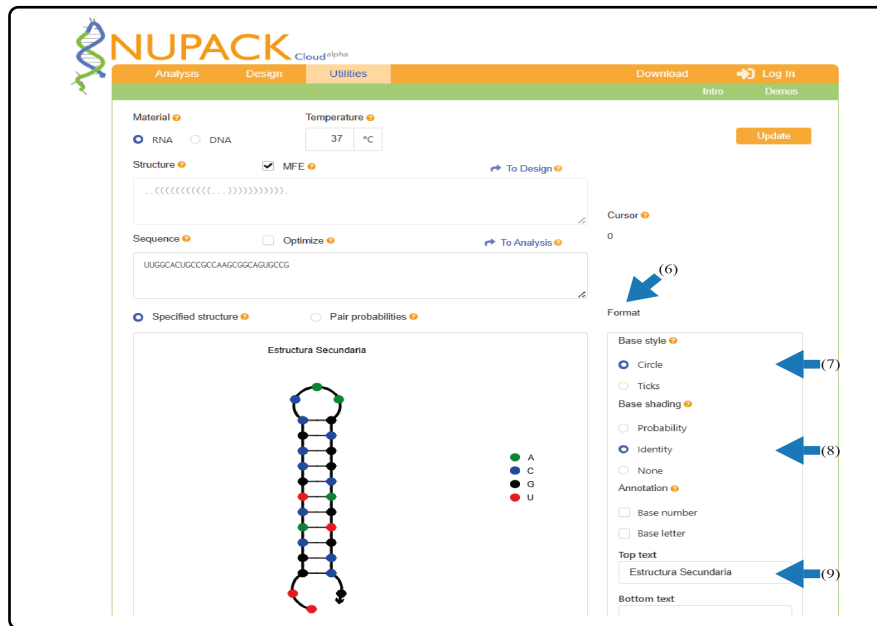 NUPACK Cloud alpha
Analysis Design Utilities Download Log In
Intro Demos
Material Temperature
RNA DNA 37 °C Update
Structure MFE To Design
..(((((((((((...))))))))))).
Cursor
Sequence Optimize To Analysis 0
UUGGCACUGCCGCCAAGCGGCAGUGCCG
(6)
Specified structure Pair probabilities Format
Estructura Secundaria
Base style
Circle (7)
Ticks
Base shading
Probability
Identity (8)
None
Annotation
Base number
Base letter
Top text
Estructura Secundaria (9)
Bottom text
A
C
G
U